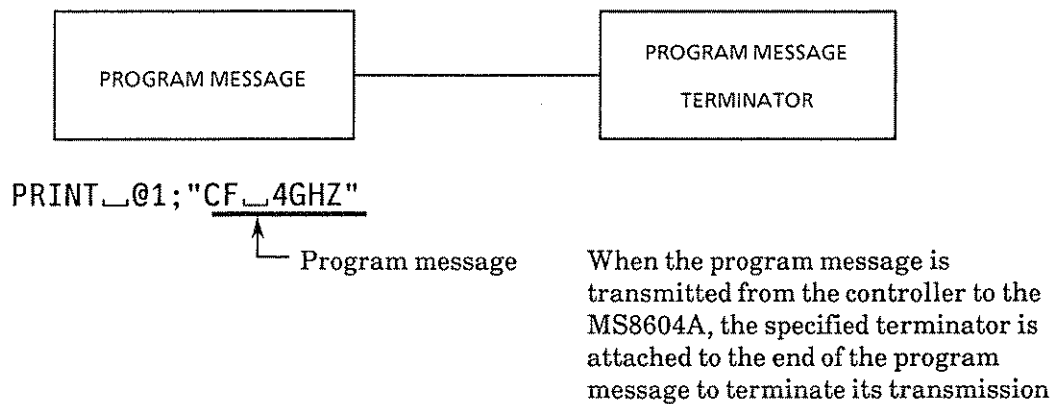 PROGRAM MESSAGE
PROGRAM MESSAGE
TERMINATOR
PRINT␣@1;"CF␣4GHZ"
Program message
When the program message is
transmitted from the controller to the
MS8604A, the specified terminator is
attached to the end of the program
message to terminate its transmission